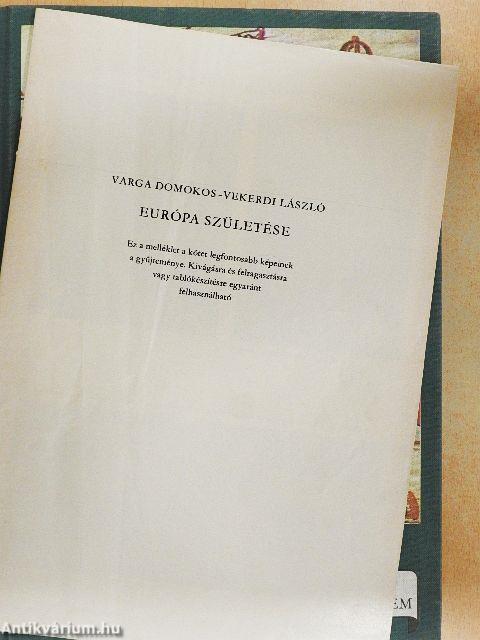 VARGA DOMOKOS–VEKERDI LÁSZLÓ
EURÓPA SZÜLETÉSE
Ez a melléklet a kötet legfontosabb képeinek
a gyűjteménye. Kivágásra és felragasztásra
vagy tablókészítésre egyaránt
felhasználható
EM
Antikvárium.hu